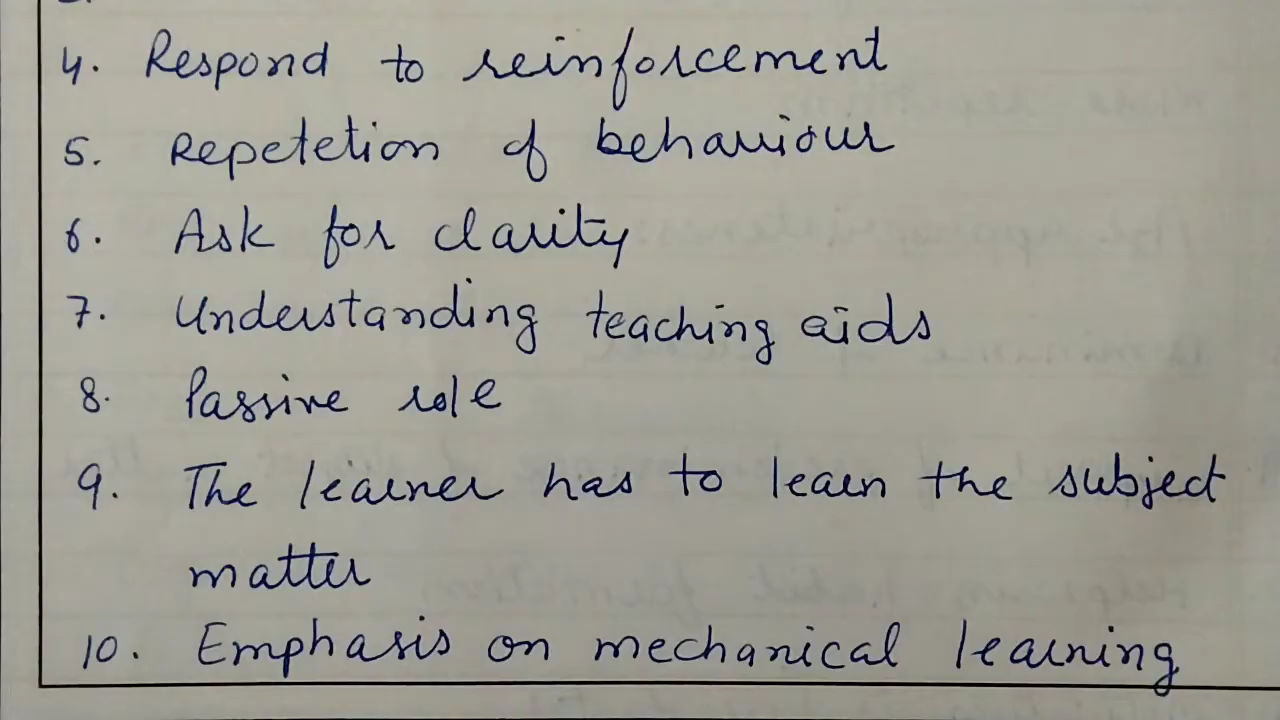 4. Respond to reinforcement
5. Repetetion of behaviour
6. Ask for clarity
7. Understanding teaching aids
8. Passive role
9. The learner has to learn the subject
matter
10. Emphasis on mechanical learning